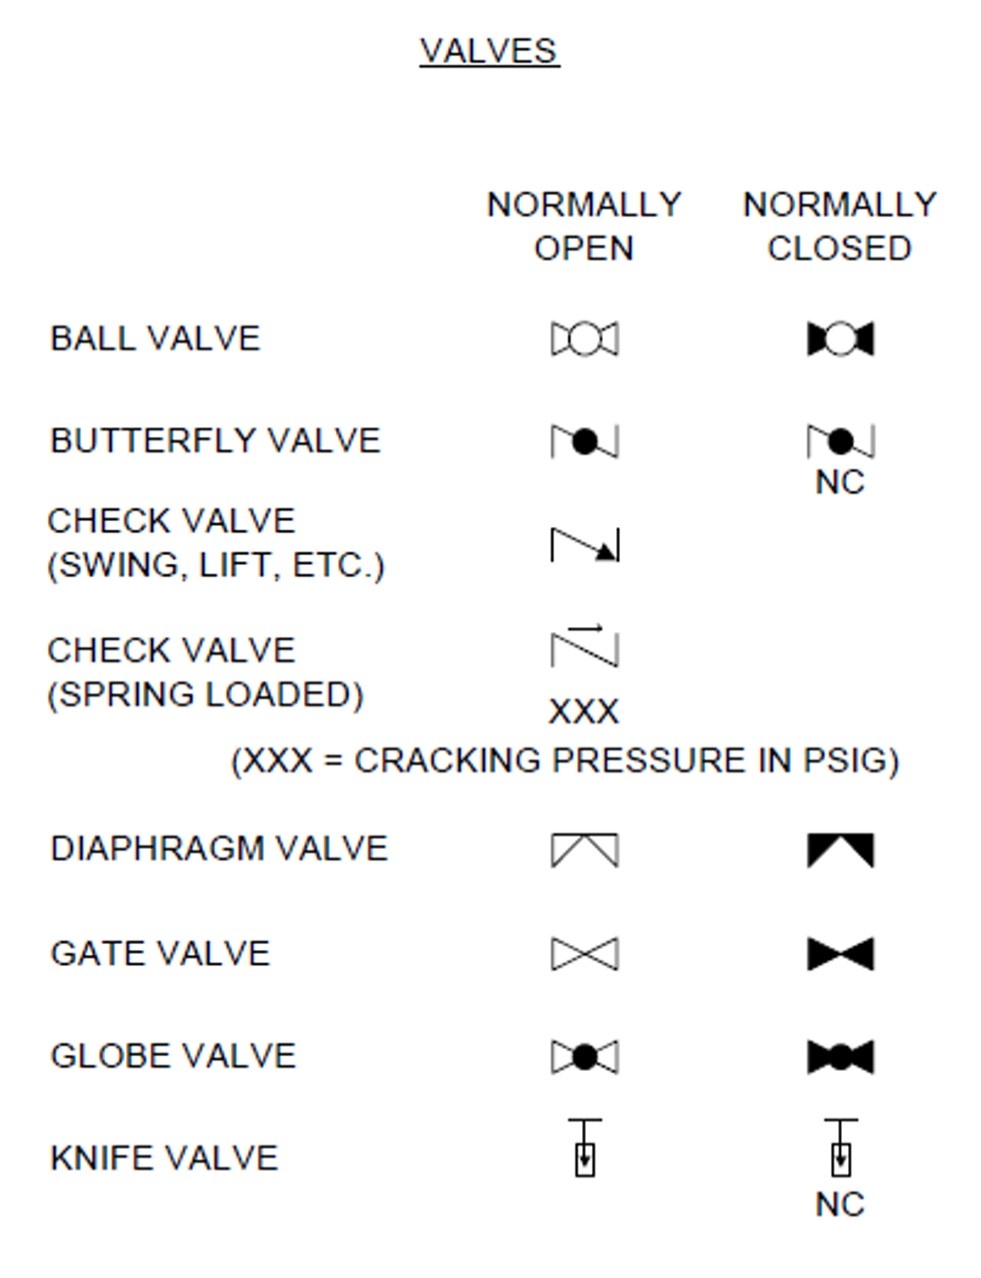 VALVES
NORMALLY NORMALLY
OPEN CLOSED
BALL VALVE
BUTTERFLY VALVE
NC
CHECK VALVE
(SWING, LIFT, ETC.)
CHECK VALVE
(SPRING LOADED)
XXX
(XXX = CRACKING PRESSURE IN PSIG)
DIAPHRAGM VALVE
GATE VALVE
GLOBE VALVE
KNIFE VALVE
NC